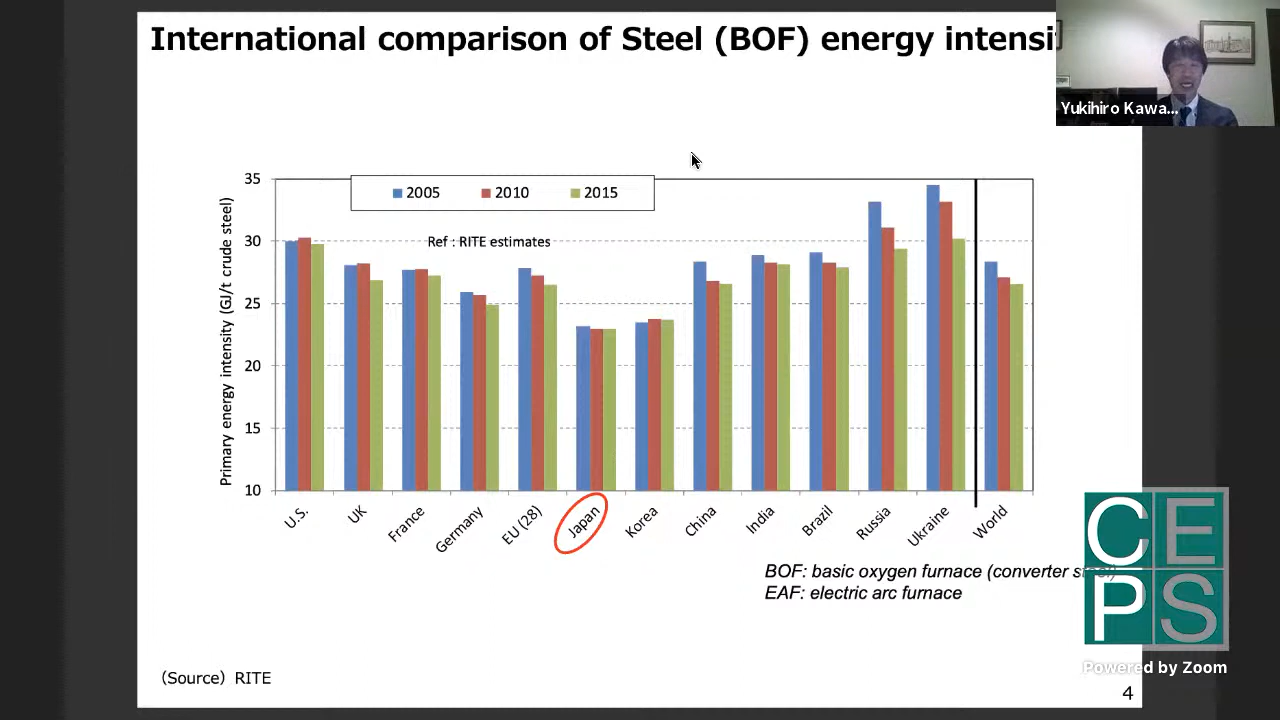 International comparison of Steel (BOF) energy intensi
Yukihiro Kawa...
2005 2010 2015
Ref : RITE estimates
Primary energy intensity (GJ/t crude steel)
35
30
25
20
15
10
U.S.
UK
France
Germany
EU (28)
Japan
Korea
China
India
Brazil
Russia
Ukraine
World
BOF: basic oxygen furnace (converter steel)
EAF: electric arc furnace
CEPS
Powered by Zoom
(Source) RITE
4